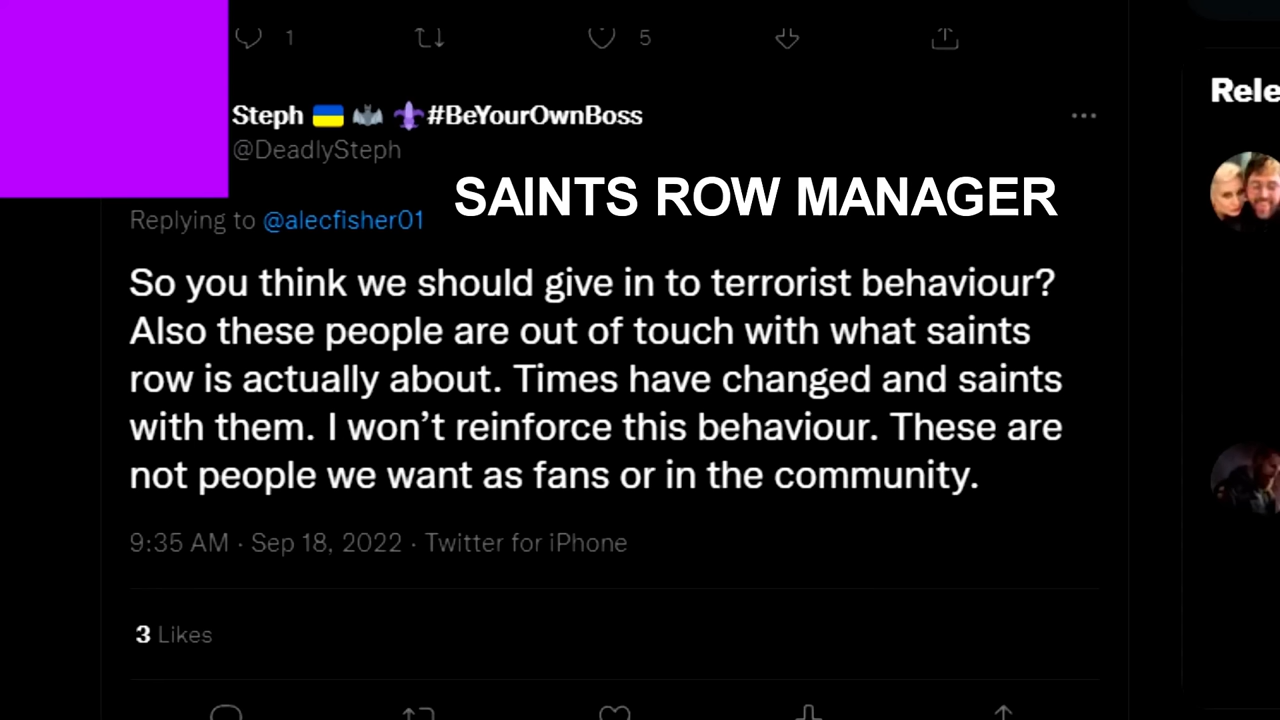 1 5
Steph 🇺🇦 🦇 ⚜️#BeYourOwnBoss
@DeadlySteph
SAINTS ROW MANAGER
Replying to @alecfisher01
So you think we should give in to terrorist behaviour?
Also these people are out of touch with what saints
row is actually about. Times have changed and saints
with them. I won’t reinforce this behaviour. These are
not people we want as fans or in the community.
9:35 AM · Sep 18, 2022 · Twitter for iPhone
3 Likes
Rele